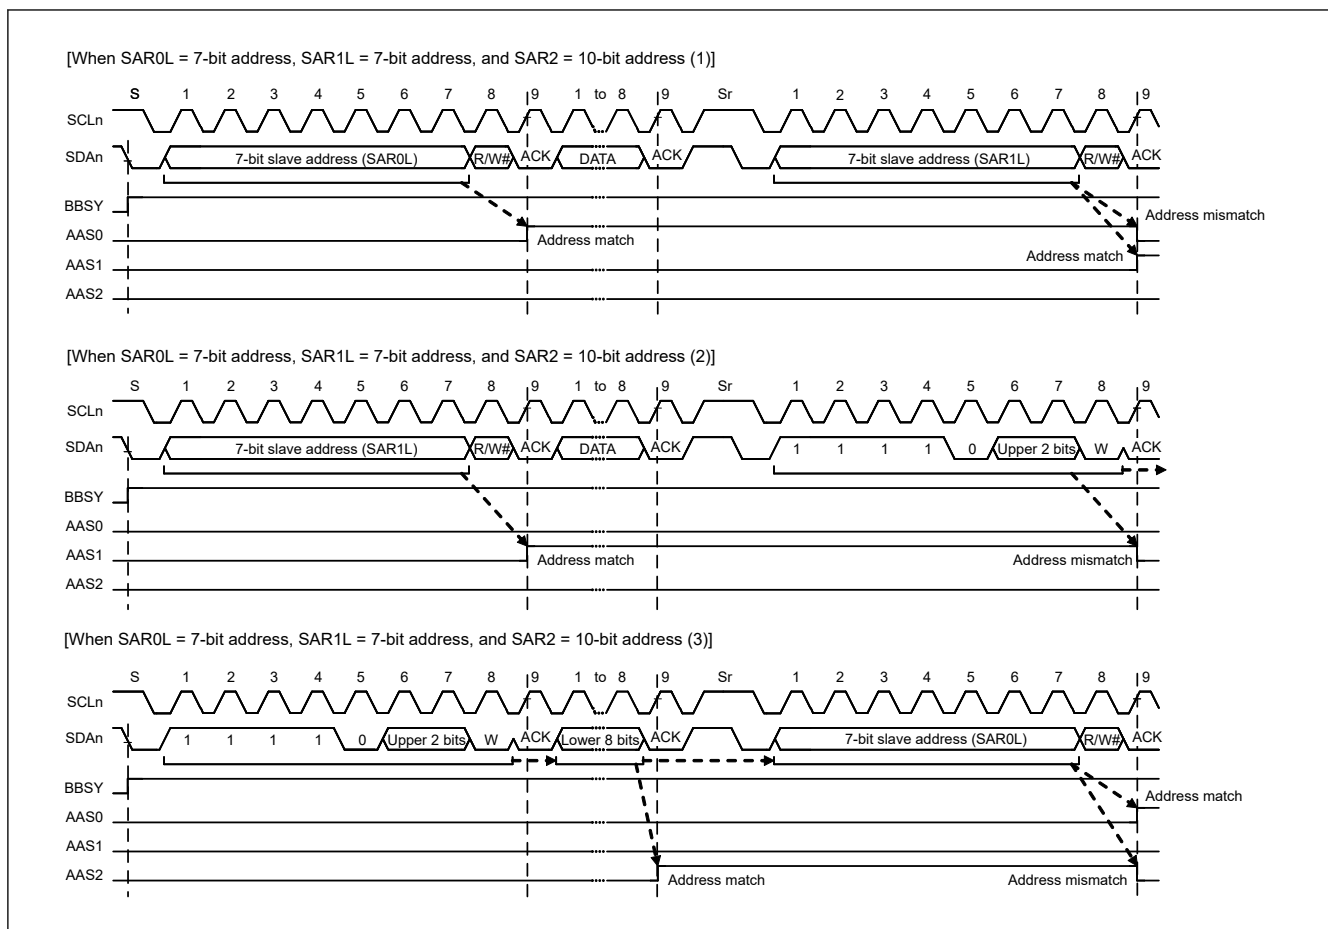 [When SAR0L = 7-bit address, SAR1L = 7-bit address, and SAR2 = 10-bit address (1)]
S 1 2 3 4 5 6 7 8 9 1 to 8 9 Sr 1 2 3 4 5 6 7 8 9
SCLn
SDAn 7-bit slave address (SAR0L) R/W# ACK DATA ACK 7-bit slave address (SAR1L) R/W# ACK
BBSY
Address mismatch
AAS0 Address match
AAS1 Address match
AAS2
[When SAR0L = 7-bit address, SAR1L = 7-bit address, and SAR2 = 10-bit address (2)]
S 1 2 3 4 5 6 7 8 9 1 to 8 9 Sr 1 2 3 4 5 6 7 8 9
SCLn
SDAn 7-bit slave address (SAR1L) R/W# ACK DATA ACK 1 1 1 1 0 Upper 2 bits W ACK
BBSY
AAS0
AAS1 Address match Address mismatch
AAS2
[When SAR0L = 7-bit address, SAR1L = 7-bit address, and SAR2 = 10-bit address (3)]
S 1 2 3 4 5 6 7 8 9 1 to 8 9 Sr 1 2 3 4 5 6 7 8 9
SCLn
SDAn 1 1 1 1 0 Upper 2 bits W ACK Lower 8 bits ACK 7-bit slave address (SAR0L) R/W# ACK
BBSY
Address match
AAS0
AAS1
AAS2 Address match Address mismatch